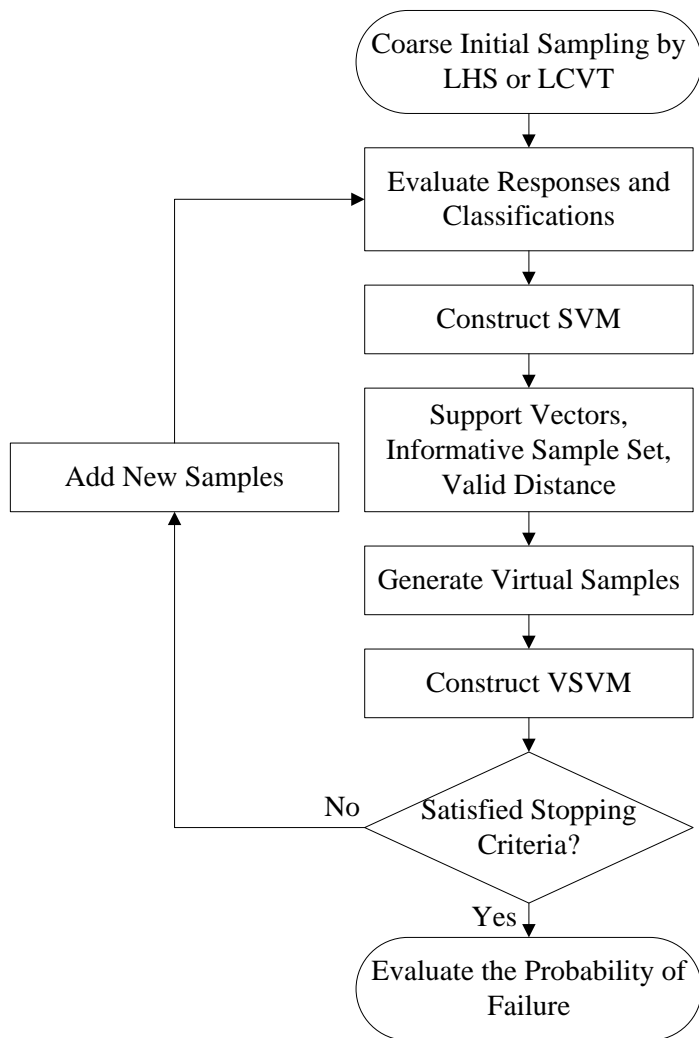 Coarse Initial Sampling by
LHS or LCVT
Evaluate Responses and
Classifications
Construct SVM
Support Vectors,
Informative Sample Set,
Valid Distance
Add New Samples
Generate Virtual Samples
Construct VSVM
No
Satisfied Stopping
Criteria?
Yes
Evaluate the Probability of
Failure